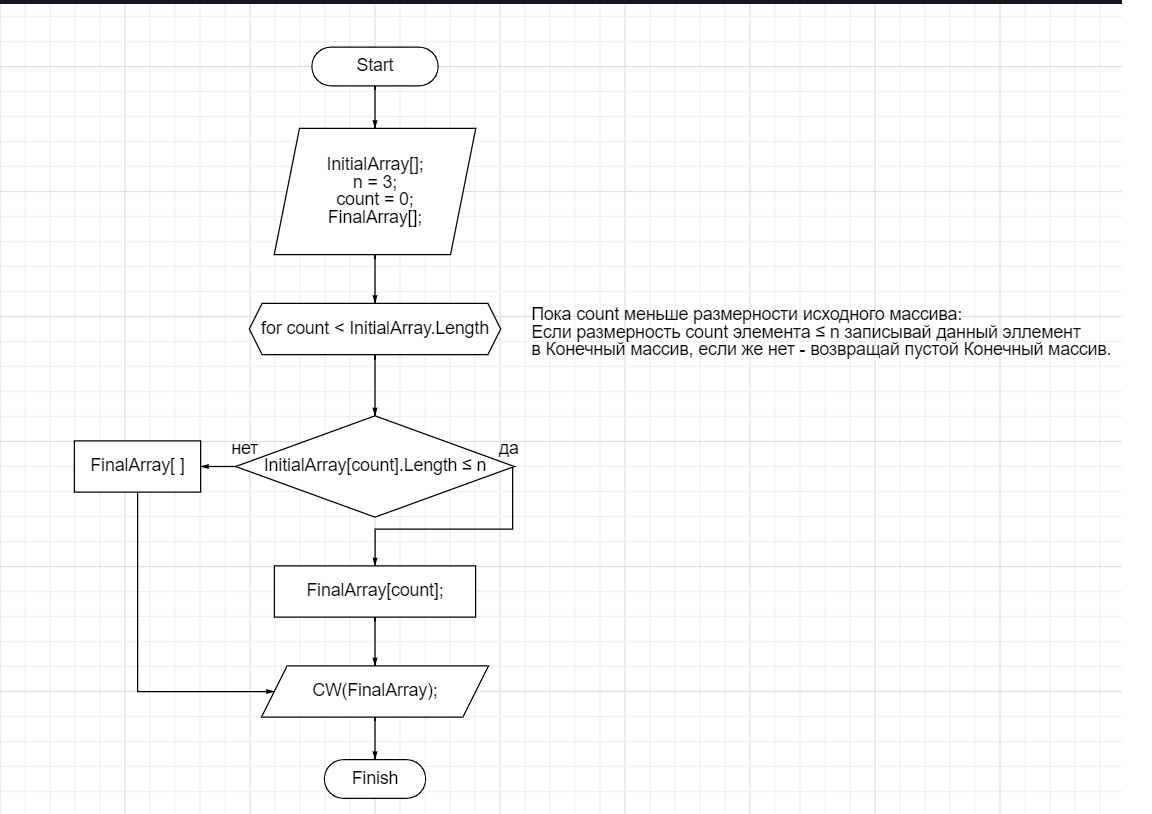 Start
InitialArray[];
n = 3;
count = 0;
FinalArray[];
for count < InitialArray.Length
Пока count меньше размерности исходного массива:
Если размерность count элемента ≤ n записывай данный эллемент
в Конечный массив, если же нет - возвращай пустой Конечный массив.
нет
да
FinalArray[ ]
InitialArray[count].Length ≤ n
FinalArray[count];
CW(FinalArray);
Finish